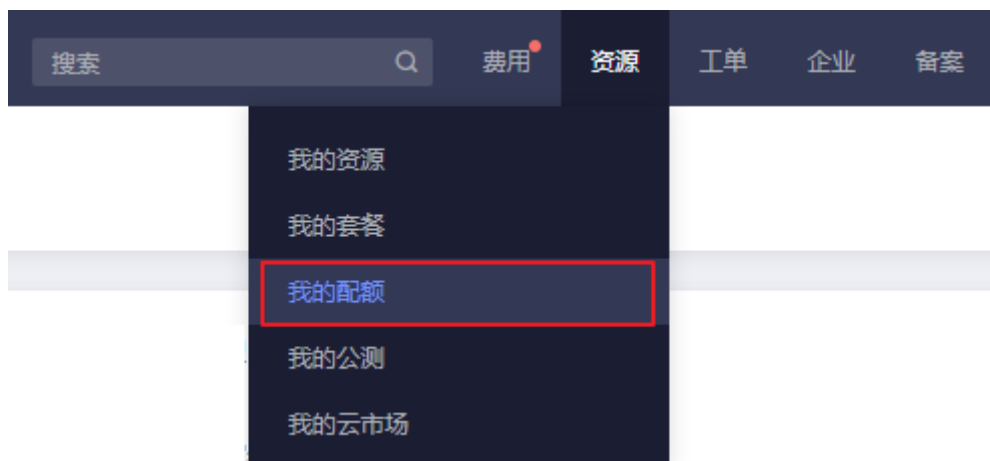 搜索 费用 资源 工单 企业 备案
我的资源
我的套餐
我的配额
我的公测
我的云市场